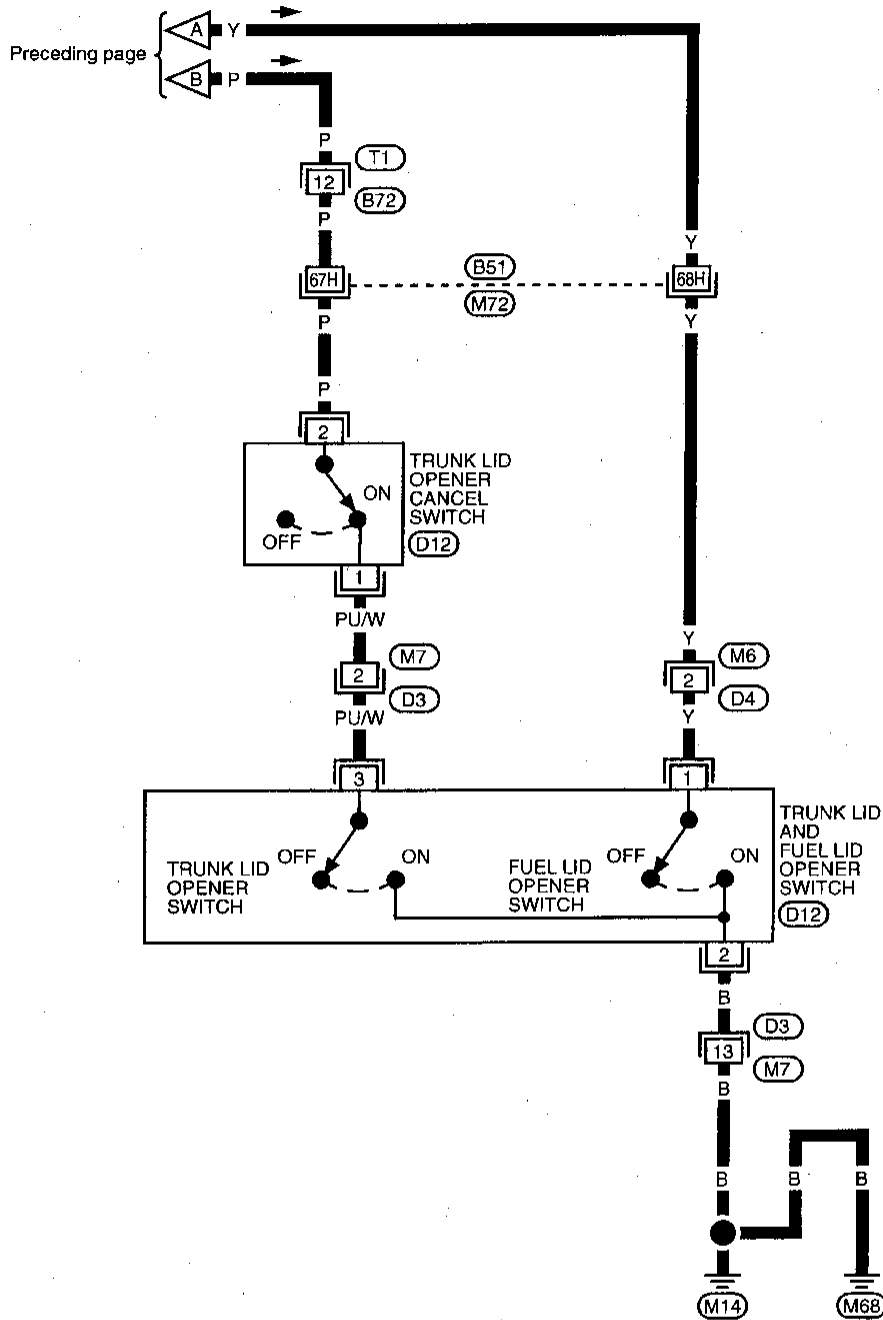 A Y
Preceding page
B P
P
T1
12
B72
P
Y
67H
B51
68H
M72
P
Y
P
2
TRUNK LID
OPENER
CANCEL
SWITCH
ON
OFF
D12
1
PU/W
Y
M7
M6
2
2
D3
D4
PU/W
Y
3
1
TRUNK LID
AND
FUEL LID
OPENER
SWITCH
D12
OFF
ON
TRUNK LID
OPENER
SWITCH
OFF
ON
FUEL LID
OPENER
SWITCH
2
B
D3
13
M7
B
B
B
B
M14
M68